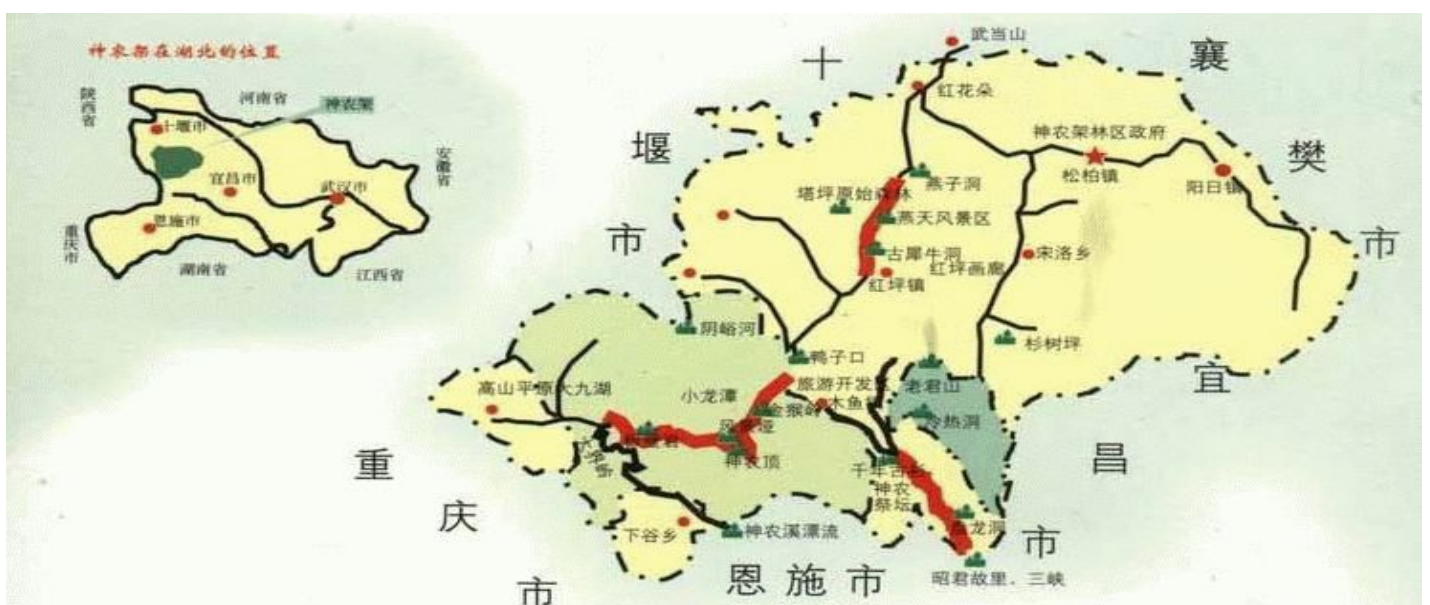 神农架在湖北的位置
陕西省
河南省
神农架
十堰市
安徽省
宜昌市
武汉市
恩施市
重庆市
湖南省
江西省
武当山
十
襄
红花朵
堰
神农架林区政府
樊
松柏镇
阳日镇
燕子洞
塔坪原始森林
燕天风景区
市
市
古犀牛洞
宋洛乡
红坪画廊
红坪镇
阴峪河
杉树坪
鸭子口
宜
高山平原大九湖
小龙潭
旅游开发区
老君山
金猴岭
木鱼镇
冷热洞
神农顶
千年古杉
昌
重
神农
祭坛
庆
下谷乡
神农溪漂流
市
昭君故里、三峡
恩施市
市